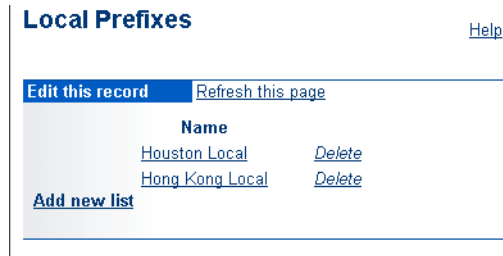 Local Prefixes
Help
Edit this record Refresh this page
Name
Houston Local Delete
Hong Kong Local Delete
Add new list